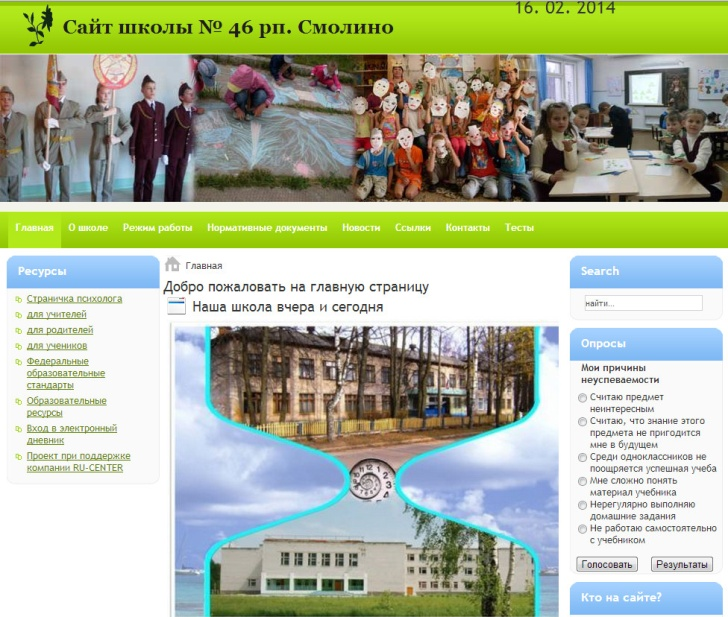 16. 02. 2014
Сайт школы № 46 рп. Смолино
Главная О школе Режим работы Нормативные документы Новости Ссылки Контакты Тесты
Ресурсы
Страничка психолога
для учителей
для родителей
для учеников
Федеральные
образовательные
стандарты
Образовательные
ресурсы
Вход в электронный
дневник
Проект при поддержке
компании RU-CENTER
Главная
Добро пожаловать на главную страницу
Наша школа вчера и сегодня
Search
найти...
Опросы
Мои причины
неуспеваемости
Считаю предмет
неинтересным
Считаю, что знание этого
предмета не пригодится
мне в будущем
Среди одноклассников не
поощряется успешная учеба
Мне сложно понять
материал учебника
Нерегулярно выполняю
домашние задания
Не работаю самостоятельно
с учебником
Голосовать Результаты
Кто на сайте?